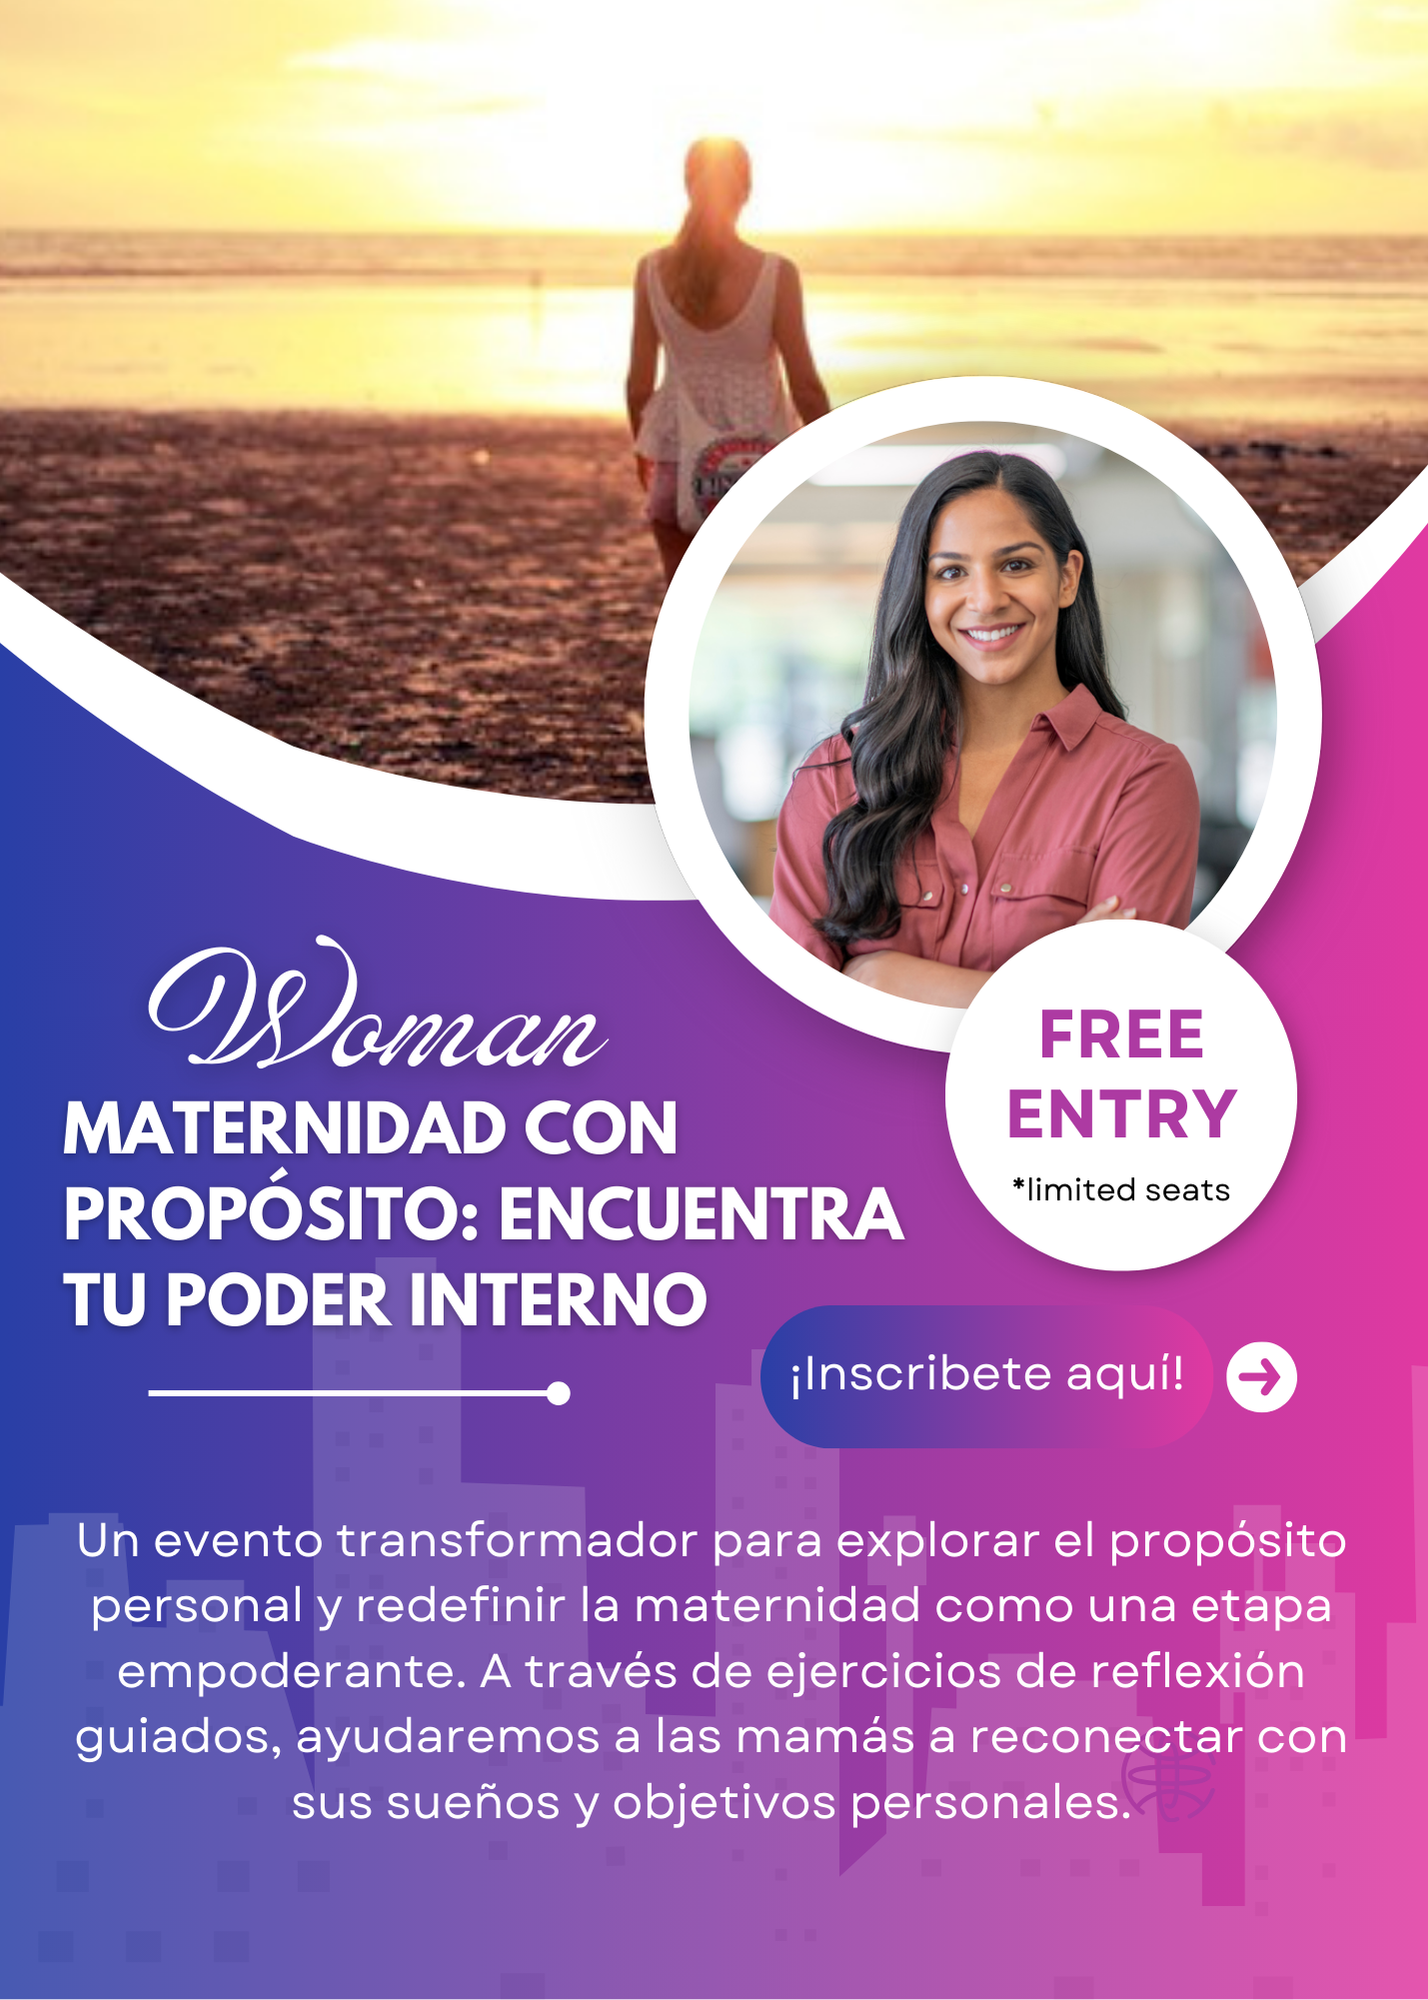 Woman
MATERNIDAD CON
PROPÓSITO: ENCUENTRA
TU PODER INTERNO
FREE
ENTRY
*limited seats
¡Inscribete aquí!
Un evento transformador para explorar el propósito
personal y redefinir la maternidad como una etapa
empoderante. A través de ejercicios de reflexión
guiados, ayudaremos a las mamás a reconectar con
sus sueños y objetivos personales.